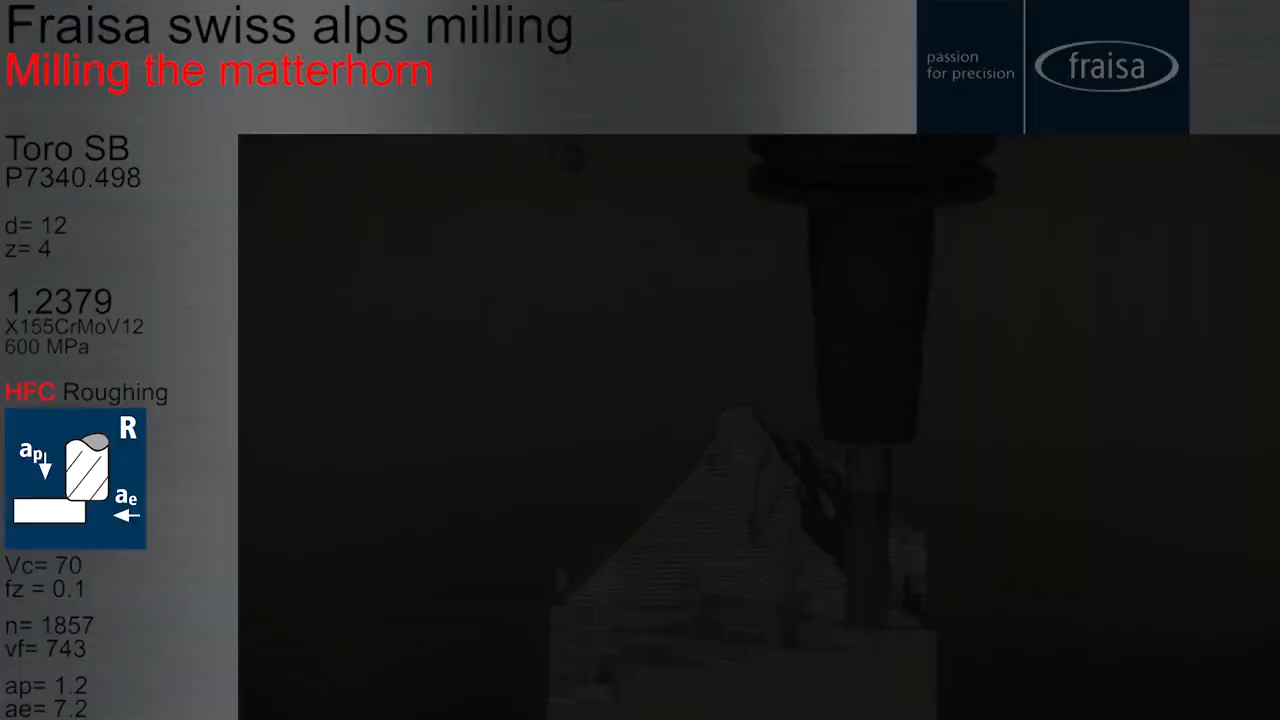 Fraisa swiss alps milling
Milling the matterhorn
passion
for precision
fraisa
Toro SB
P7340.498
d= 12
z= 4
1.2379
X155CrMoV12
600 MPa
HFC Roughing
R
ap
ae
Vc= 70
fz = 0.1
n= 1857
vf= 743
ap= 1.2
ae= 7.2